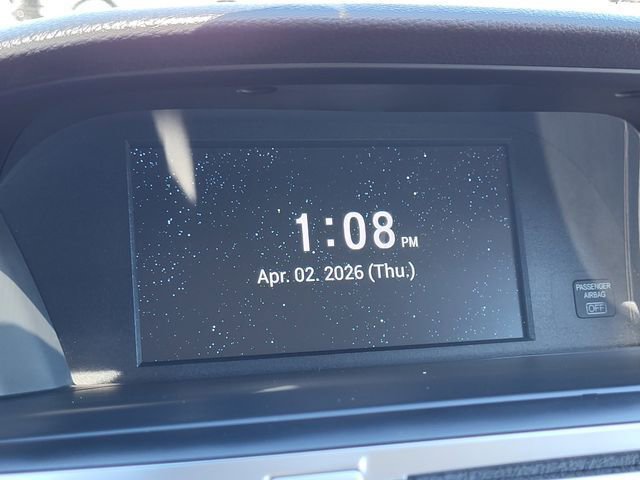 1:08 PM
Apr. 02. 2026 (Thu.)
PASSENGER
AIRBAG
OFF